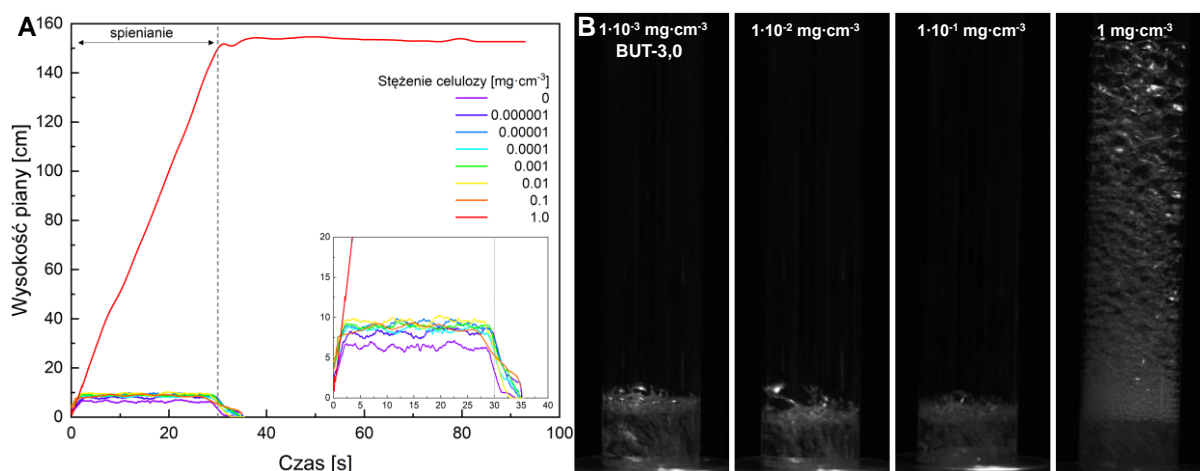 A
160
140
120
100
80
60
40
20
0
Wysokość piany [cm]
spienianie
Stężenie celulozy [mg·cm⁻³]
0
0.000001
0.00001
0.0001
0.001
0.01
0.1
1.0
20
15
10
5
0
0 5 10 15 20 25 30 35 40
0 20 40 60 80 100
Czas [s]
B
1·10⁻³ mg·cm⁻³
BUT-3,0
1·10⁻² mg·cm⁻³
1·10⁻¹ mg·cm⁻³
1 mg·cm⁻³